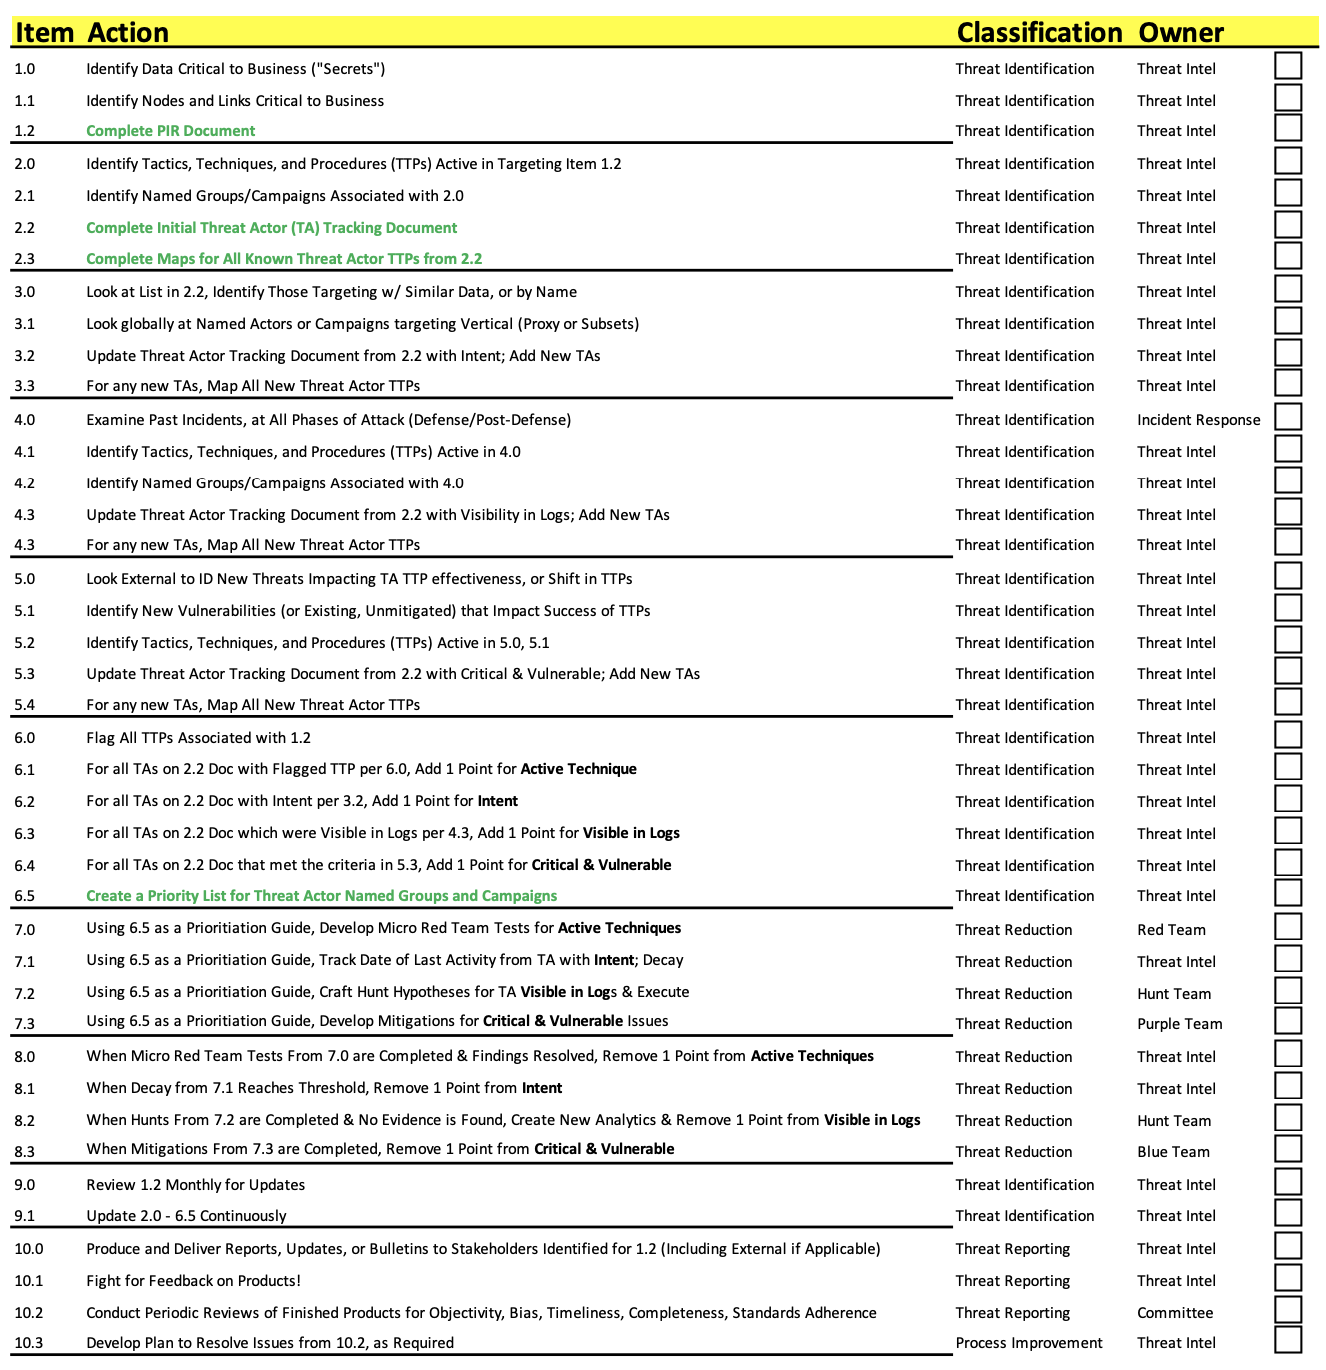 Item Action Classification Owner
1.0 Identify Data Critical to Business ("Secrets") Threat Identification Threat Intel
1.1 Identify Nodes and Links Critical to Business Threat Identification Threat Intel
1.2 Complete PIR Document Threat Identification Threat Intel
2.0 Identify Tactics, Techniques, and Procedures (TTPs) Active in Targeting Item 1.2 Threat Identification Threat Intel
2.1 Identify Named Groups/Campaigns Associated with 2.0 Threat Identification Threat Intel
2.2 Complete Initial Threat Actor (TA) Tracking Document Threat Identification Threat Intel
2.3 Complete Maps for All Known Threat Actor TTPs from 2.2 Threat Identification Threat Intel
3.0 Look at List in 2.2, Identify Those Targeting w/ Similar Data, or by Name Threat Identification Threat Intel
3.1 Look globally at Named Actors or Campaigns targeting Vertical (Proxy or Subsets) Threat Identification Threat Intel
3.2 Update Threat Actor Tracking Document from 2.2 with Intent; Add New TAs Threat Identification Threat Intel
3.3 For any new TAs, Map All New Threat Actor TTPs Threat Identification Threat Intel
4.0 Examine Past Incidents, at All Phases of Attack (Defense/Post-Defense) Threat Identification Incident Response
4.1 Identify Tactics, Techniques, and Procedures (TTPs) Active in 4.0 Threat Identification Threat Intel
4.2 Identify Named Groups/Campaigns Associated with 4.0 Threat Identification Threat Intel
4.3 Update Threat Actor Tracking Document from 2.2 with Visibility in Logs; Add New TAs Threat Identification Threat Intel
4.3 For any new TAs, Map All New Threat Actor TTPs Threat Identification Threat Intel
5.0 Look External to ID New Threats Impacting TA TTP effectiveness, or Shift in TTPs Threat Identification Threat Intel
5.1 Identify New Vulnerabilities (or Existing, Unmitigated) that Impact Success of TTPs Threat Identification Threat Intel
5.2 Identify Tactics, Techniques, and Procedures (TTPs) Active in 5.0, 5.1 Threat Identification Threat Intel
5.3 Update Threat Actor Tracking Document from 2.2 with Critical & Vulnerable; Add New TAs Threat Identification Threat Intel
5.4 For any new TAs, Map All New Threat Actor TTPs Threat Identification Threat Intel
6.0 Flag All TTPs Associated with 1.2 Threat Identification Threat Intel
6.1 For all TAs on 2.2 Doc with Flagged TTP per 6.0, Add 1 Point for Active Technique Threat Identification Threat Intel
6.2 For all TAs on 2.2 Doc with Intent per 3.2, Add 1 Point for Intent Threat Identification Threat Intel
6.3 For all TAs on 2.2 Doc which were Visible in Logs per 4.3, Add 1 Point for Visible in Logs Threat Identification Threat Intel
6.4 For all TAs on 2.2 Doc that met the criteria in 5.3, Add 1 Point for Critical & Vulnerable Threat Identification Threat Intel
6.5 Create a Priority List for Threat Actor Named Groups and Campaigns Threat Identification Threat Intel
7.0 Using 6.5 as a Prioritiation Guide, Develop Micro Red Team Tests for Active Techniques Threat Reduction Red Team
7.1 Using 6.5 as a Prioritiation Guide, Track Date of Last Activity from TA with Intent; Decay Threat Reduction Threat Intel
7.2 Using 6.5 as a Prioritiation Guide, Craft Hunt Hypotheses for TA Visible in Logs & Execute Threat Reduction Hunt Team
7.3 Using 6.5 as a Prioritiation Guide, Develop Mitigations for Critical & Vulnerable Issues Threat Reduction Purple Team
8.0 When Micro Red Team Tests From 7.0 are Completed & Findings Resolved, Remove 1 Point from Active Techniques Threat Reduction Threat Intel
8.1 When Decay from 7.1 Reaches Threshold, Remove 1 Point from Intent Threat Reduction Threat Intel
8.2 When Hunts From 7.2 are Completed & No Evidence is Found, Create New Analytics & Remove 1 Point from Visible in Logs Threat Reduction Hunt Team
8.3 When Mitigations From 7.3 are Completed, Remove 1 Point from Critical & Vulnerable Threat Reduction Blue Team
9.0 Review 1.2 Monthly for Updates Threat Identification Threat Intel
9.1 Update 2.0 - 6.5 Continuously Threat Identification Threat Intel
10.0 Produce and Deliver Reports, Updates, or Bulletins to Stakeholders Identified for 1.2 (Including External if Applicable) Threat Reporting Threat Intel
10.1 Fight for Feedback on Products! Threat Reporting Threat Intel
10.2 Conduct Periodic Reviews of Finished Products for Objectivity, Bias, Timeliness, Completeness, Standards Adherence Threat Reporting Committee
10.3 Develop Plan to Resolve Issues from 10.2, as Required Process Improvement Threat Intel